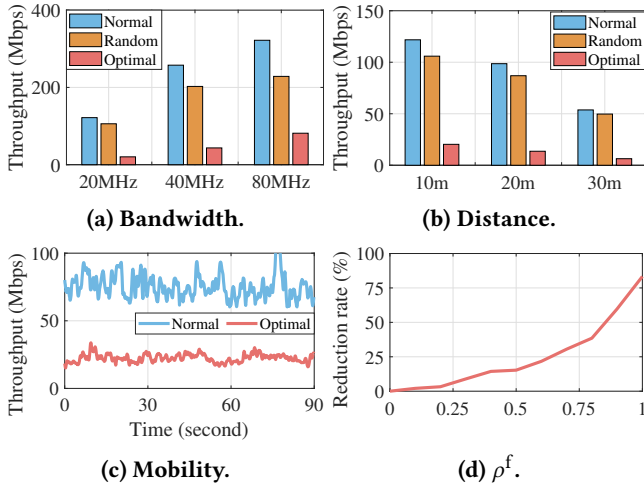 Throughput (Mbps)
400
200
0
Normal
Random
Optimal
20MHz 40MHz 80MHz
(a) Bandwidth.
Throughput (Mbps)
150
100
50
0
Normal
Random
Optimal
10m 20m 30m
(b) Distance.
Throughput (Mbps)
100
50
0
Normal Optimal
0 30 60 90
Time (second)
(c) Mobility.
Reduction rate (%)
100
75
50
25
0
0 0.25 0.5 0.75 1
(d) ρᶠ.